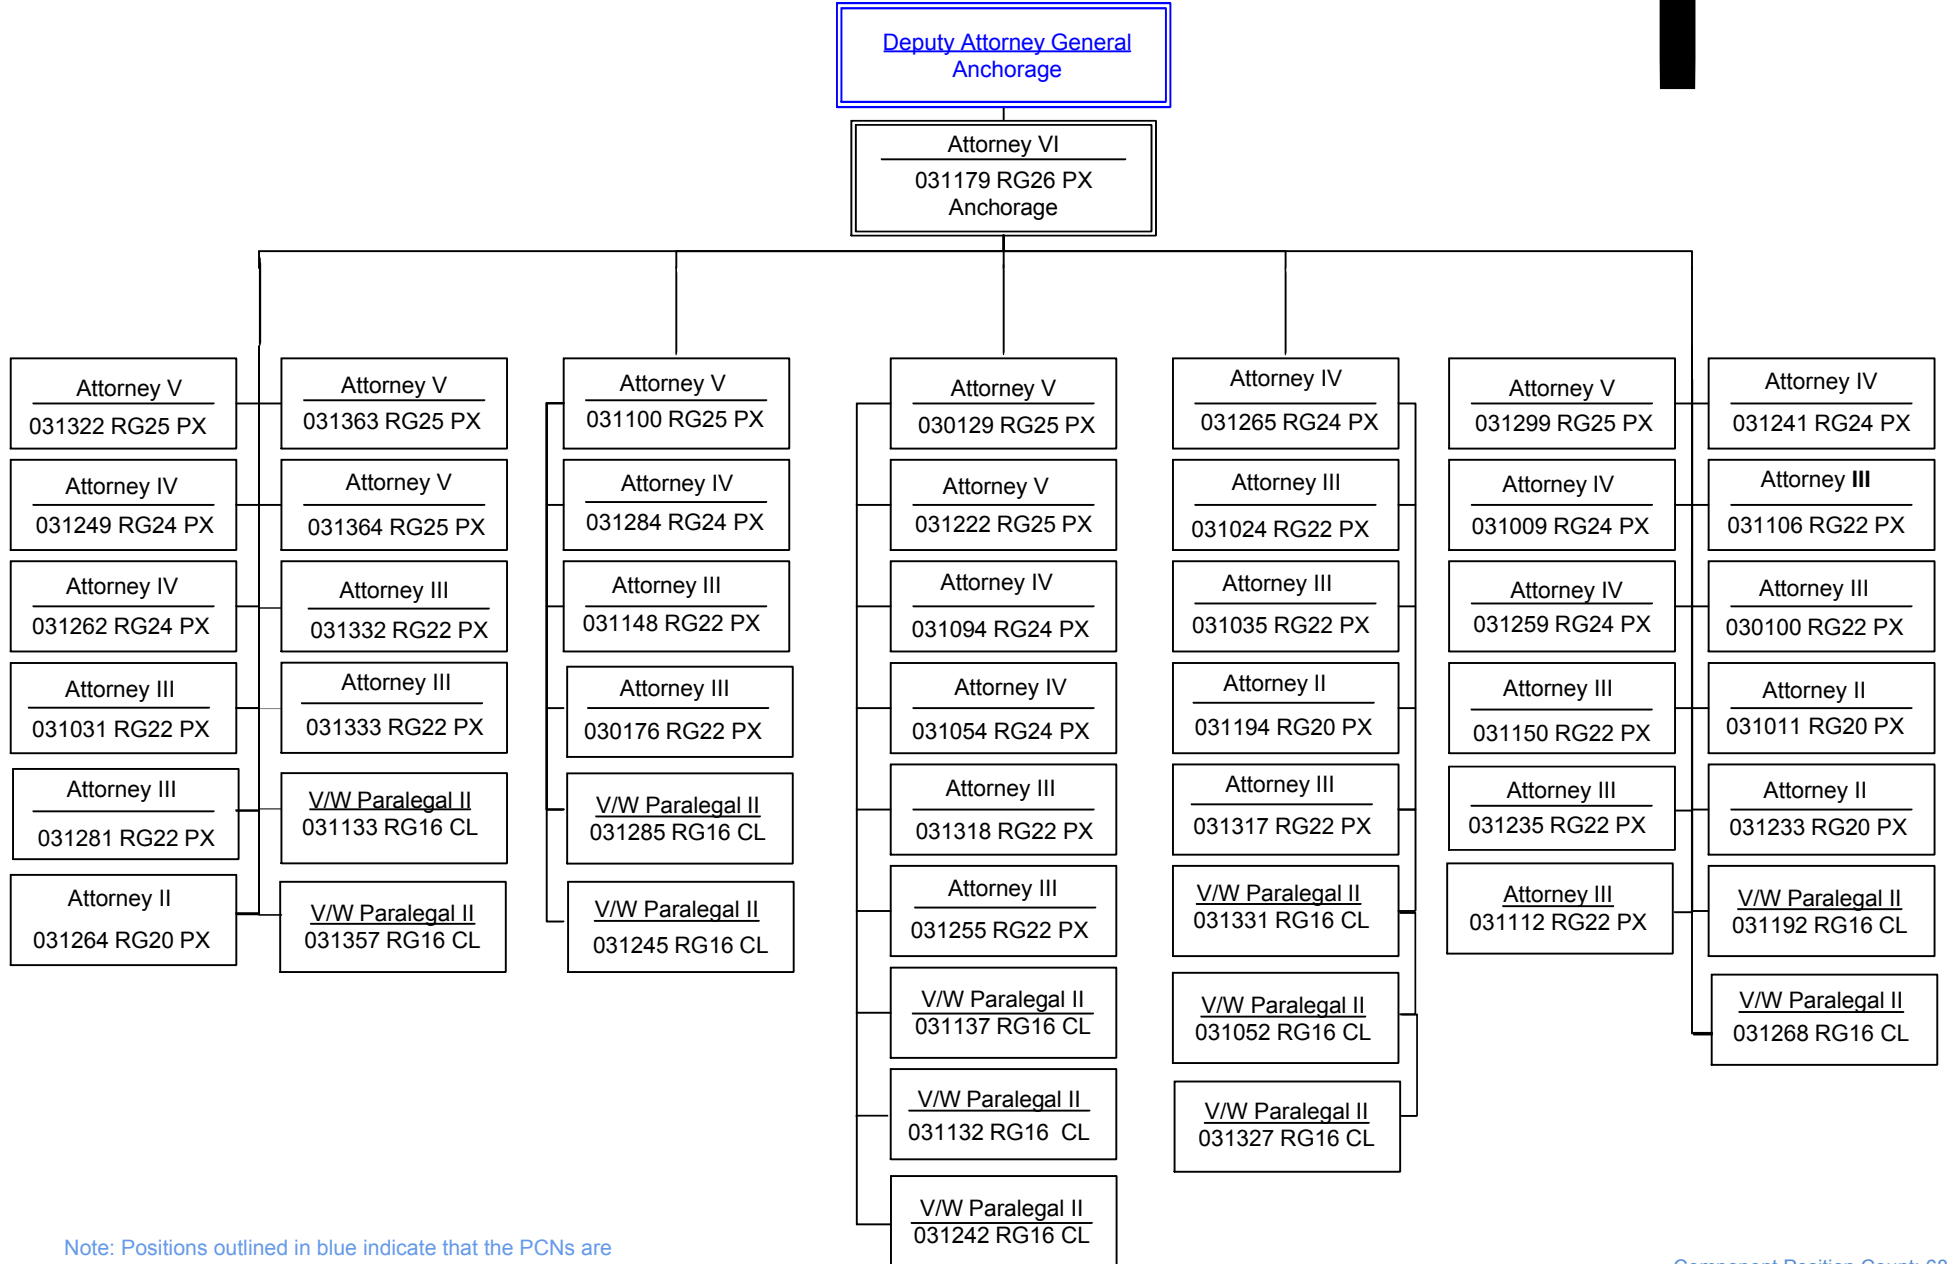 Deputy Attorney General
Anchorage
Attorney VI
031179 RG26 PX
Anchorage
Attorney V
031322 RG25 PX
Attorney IV
031249 RG24 PX
Attorney IV
031262 RG24 PX
Attorney III
031031 RG22 PX
Attorney III
031281 RG22 PX
Attorney II
031264 RG20 PX
Attorney V
031363 RG25 PX
Attorney V
031364 RG25 PX
Attorney III
031332 RG22 PX
Attorney III
031333 RG22 PX
V/W Paralegal II
031133 RG16 CL
V/W Paralegal II
031357 RG16 CL
Attorney V
031100 RG25 PX
Attorney IV
031284 RG24 PX
Attorney III
031148 RG22 PX
Attorney III
030176 RG22 PX
V/W Paralegal II
031285 RG16 CL
V/W Paralegal II
031245 RG16 CL
Attorney V
030129 RG25 PX
Attorney V
031222 RG25 PX
Attorney IV
031094 RG24 PX
Attorney IV
031054 RG24 PX
Attorney III
031318 RG22 PX
Attorney III
031255 RG22 PX
V/W Paralegal II
031137 RG16 CL
V/W Paralegal II
031132 RG16 CL
V/W Paralegal II
031242 RG16 CL
Attorney IV
031265 RG24 PX
Attorney III
031024 RG22 PX
Attorney III
031035 RG22 PX
Attorney II
031194 RG20 PX
Attorney III
031317 RG22 PX
V/W Paralegal II
031331 RG16 CL
V/W Paralegal II
031052 RG16 CL
V/W Paralegal II
031327 RG16 CL
Attorney V
031299 RG25 PX
Attorney IV
031009 RG24 PX
Attorney IV
031259 RG24 PX
Attorney III
031150 RG22 PX
Attorney III
031235 RG22 PX
Attorney III
031112 RG22 PX
Attorney IV
031241 RG24 PX
Attorney III
031106 RG22 PX
Attorney III
030100 RG22 PX
Attorney II
031011 RG20 PX
Attorney II
031233 RG20 PX
V/W Paralegal II
031192 RG16 CL
V/W Paralegal II
031268 RG16 CL
Note: Positions outlined in blue indicate that the PCNs are
Component Position Count: